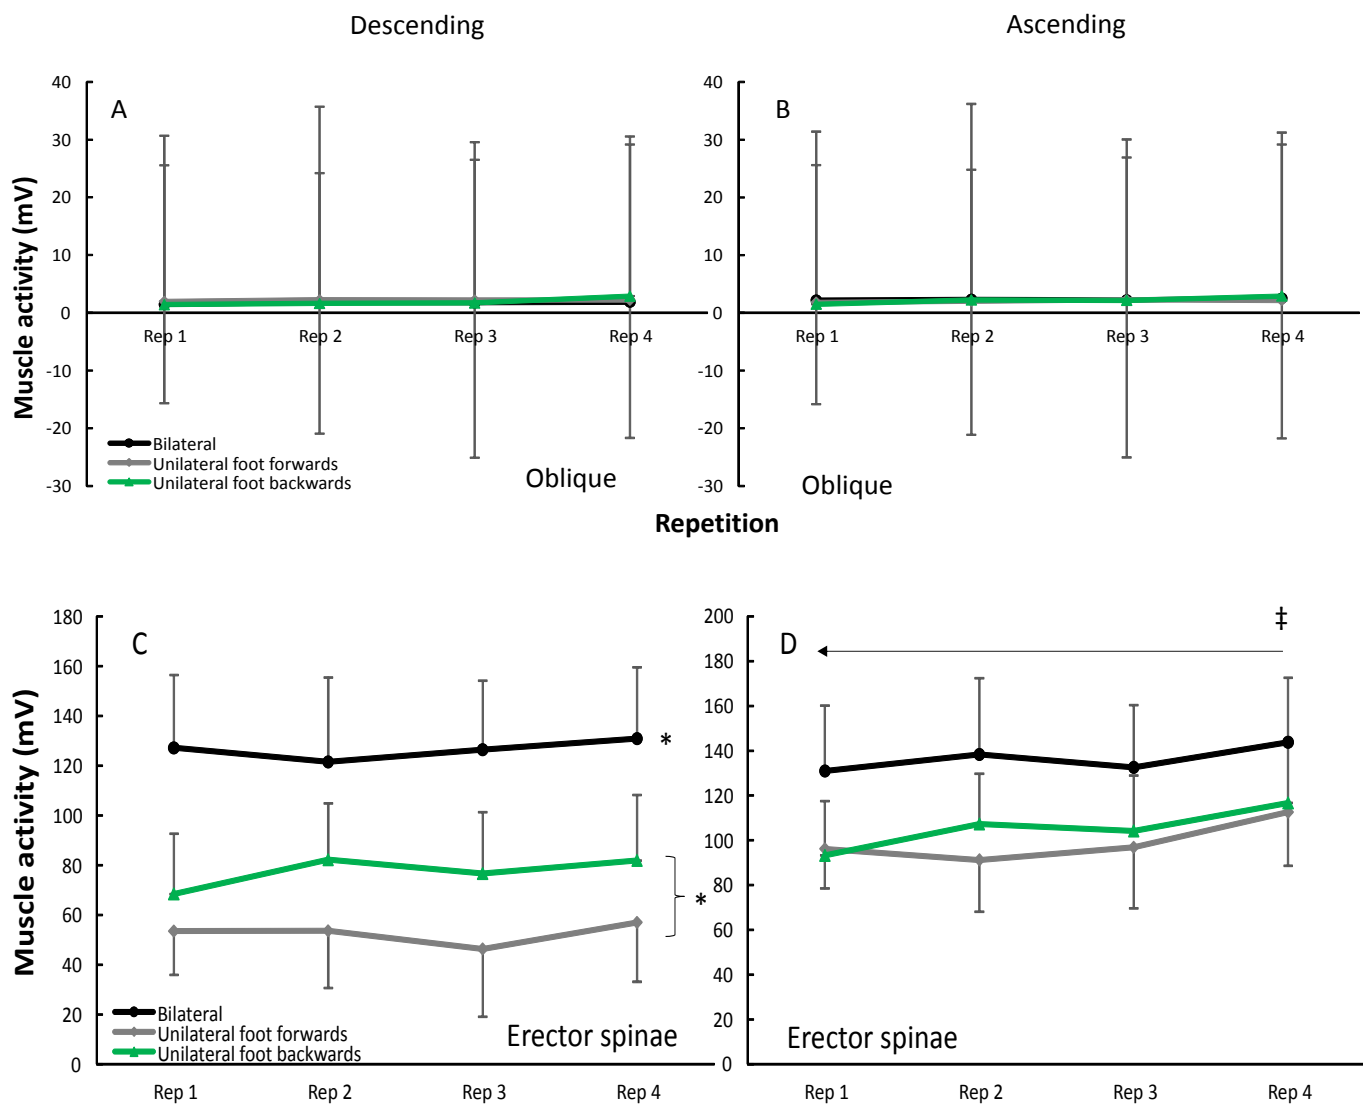 Descending
Ascending
Muscle activity (mV)
40
30
20
10
0
-10
-20
-30
A
Rep 1
Rep 2
Rep 3
Rep 4
Bilateral
Unilateral foot forwards
Unilateral foot backwards
Oblique
40
30
20
10
0
-10
-20
-30
B
Rep 1
Rep 2
Rep 3
Rep 4
Oblique
Repetition
Muscle activity (mV)
180
160
140
120
100
80
60
40
20
0
C
*
*
Bilateral
Unilateral foot forwards
Unilateral foot backwards
Erector spinae
Rep 1
Rep 2
Rep 3
Rep 4
200
180
160
140
120
100
80
60
40
20
0
D
‡
Erector spinae
Rep 1
Rep 2
Rep 3
Rep 4